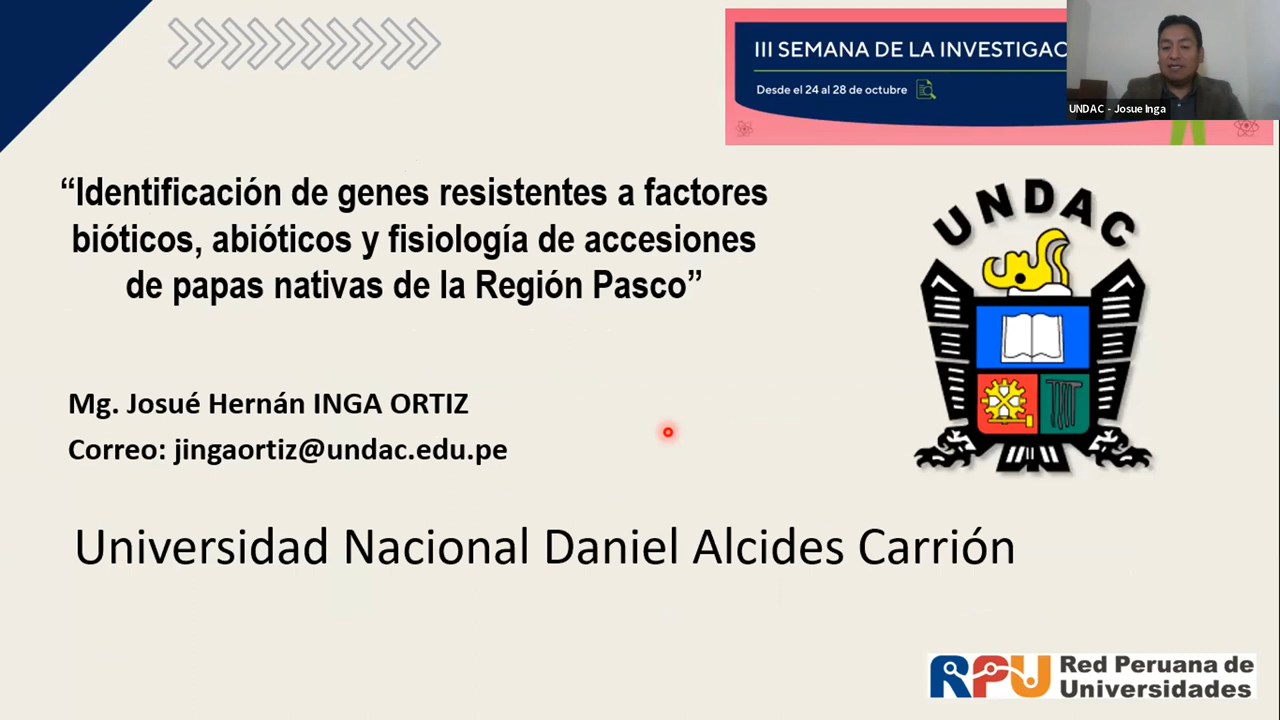 III SEMANA DE LA INVESTIGAC
Desde el 24 al 28 de octubre
UNDAC - Josue Inga
“Identificación de genes resistentes a factores
bióticos, abióticos y fisiología de accesiones
de papas nativas de la Región Pasco”
UNDAC
Mg. Josué Hernán INGA ORTIZ
Correo: jingaortiz@undac.edu.pe
Universidad Nacional Daniel Alcides Carrión
RPU Red Peruana de
Universidades